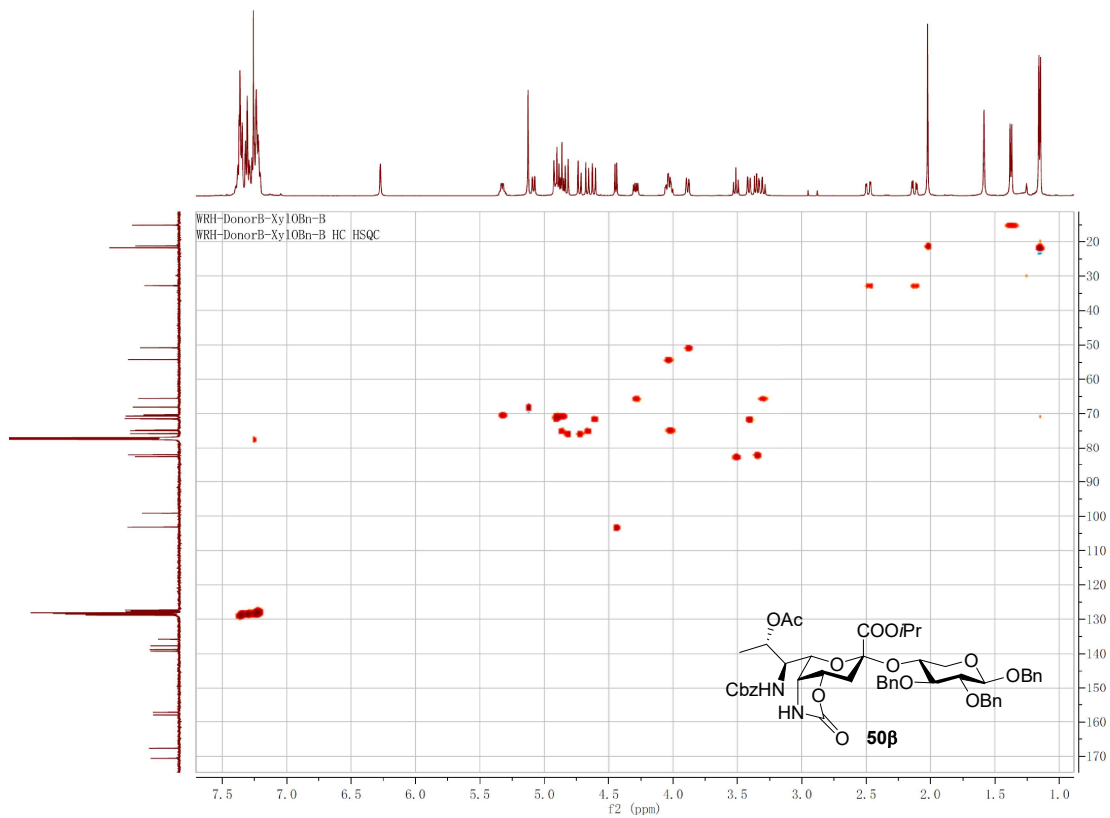 WRH-DonorB-XylOBn-B
WRH-DonorB-XylOBn-B HC HSQC
20
30
40
50
60
70
80
90
100
110
120
130
140
150
160
170
OAc
COOiPr
O
O
O
CbzHN
O
BnO
OBn
OBn
HN
O
50β
7.5 7.0 6.5 6.0 5.5 5.0 4.5 4.0 3.5 3.0 2.5 2.0 1.5 1.0
f2 (ppm)